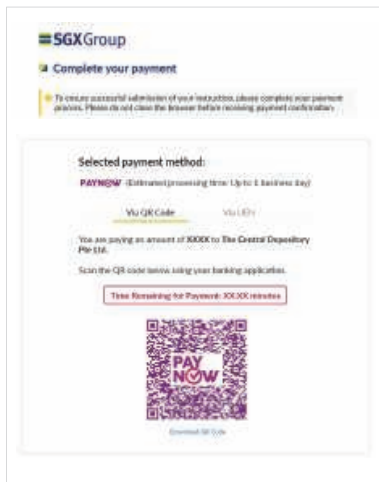 SGXGroup
Complete your payment
To ensure successful submission of your instruction, please complete your payment
process. Please do not close the browser before receiving payment confirmation.
Selected payment method:
PAYNOW (Estimated processing time: Up to 1 business day)
Via QR Code
Via UEN
You are paying an amount of XXXX to The Central Depository
Pte Ltd.
Scan the QR code below using your banking application.
Time Remaining for Payment: XX:XX minutes
PAY
NOW
Download QR Code